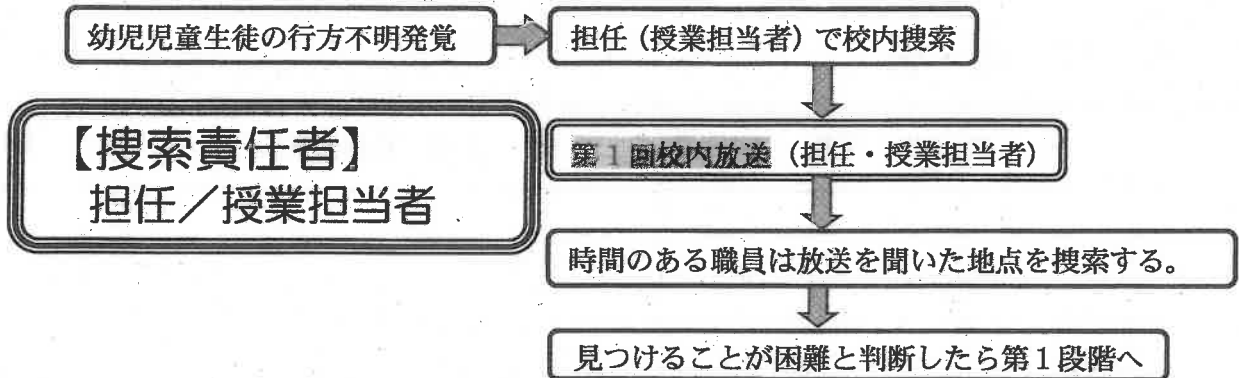 幼児児童生徒の行方不明発覚
担任（授業担当者）で校内捜索
【捜索責任者】
担任／授業担当者
第１回校内放送（担任・授業担当者）
時間のある職員は放送を聞いた地点を捜索する。
見つけることが困難と判断したら第１段階へ